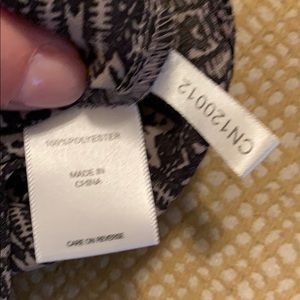 100%POLYESTER
MADE IN
CHINA
CARE ON REVERSE
CN120012